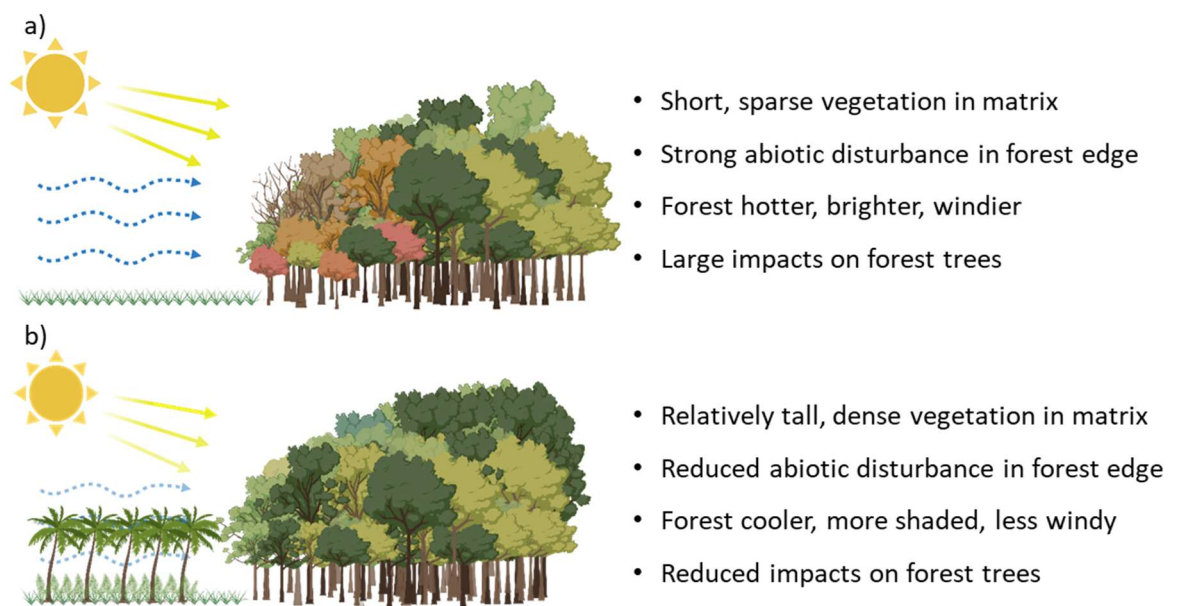 a)
• Short, sparse vegetation in matrix
• Strong abiotic disturbance in forest edge
• Forest hotter, brighter, windier
• Large impacts on forest trees
b)
• Relatively tall, dense vegetation in matrix
• Reduced abiotic disturbance in forest edge
• Forest cooler, more shaded, less windy
• Reduced impacts on forest trees